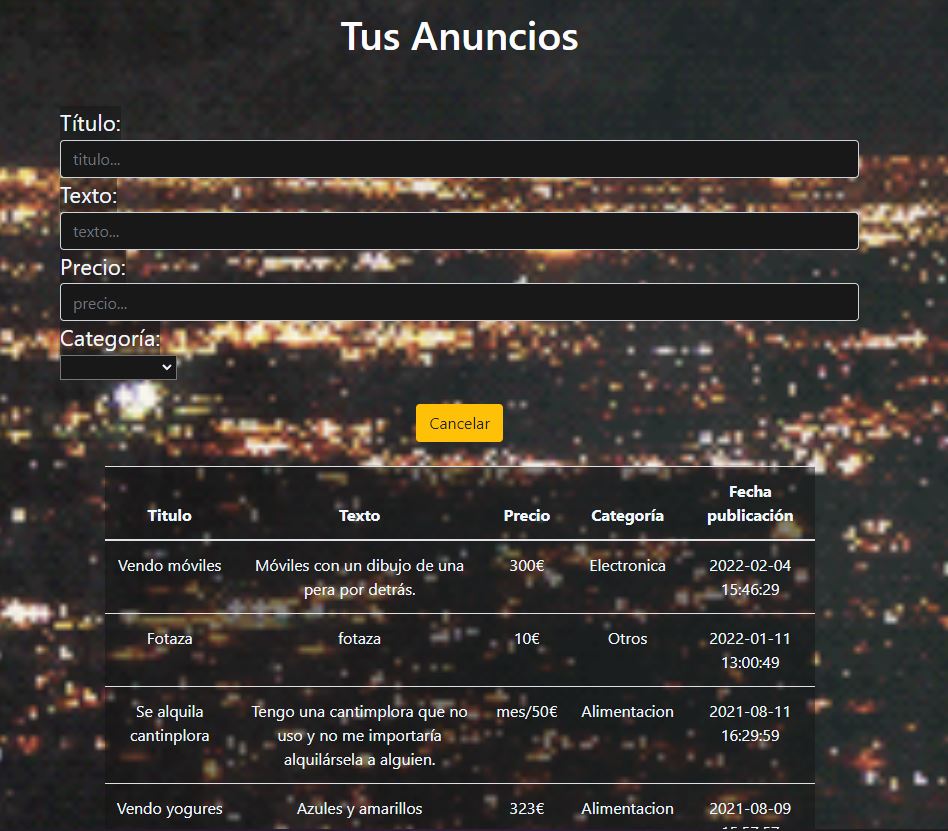 Tus Anuncios
Título:
titulo...
Texto:
texto...
Precio:
precio...
Categoría:
Cancelar
Titulo Texto Precio Categoría Fecha publicación
Vendo móviles Móviles con un dibujo de una 300€ Electronica 2022-02-04
pera por detrás. 15:46:29
Fotaza fotaza 10€ Otros 2022-01-11
13:00:49
Se alquila Tengo una cantimplora que no mes/50€ Alimentacion 2021-08-11
cantinplora uso y no me importaría 16:29:59
alquilársela a alguien.
Vendo yogures Azules y amarillos 323€ Alimentacion 2021-08-09